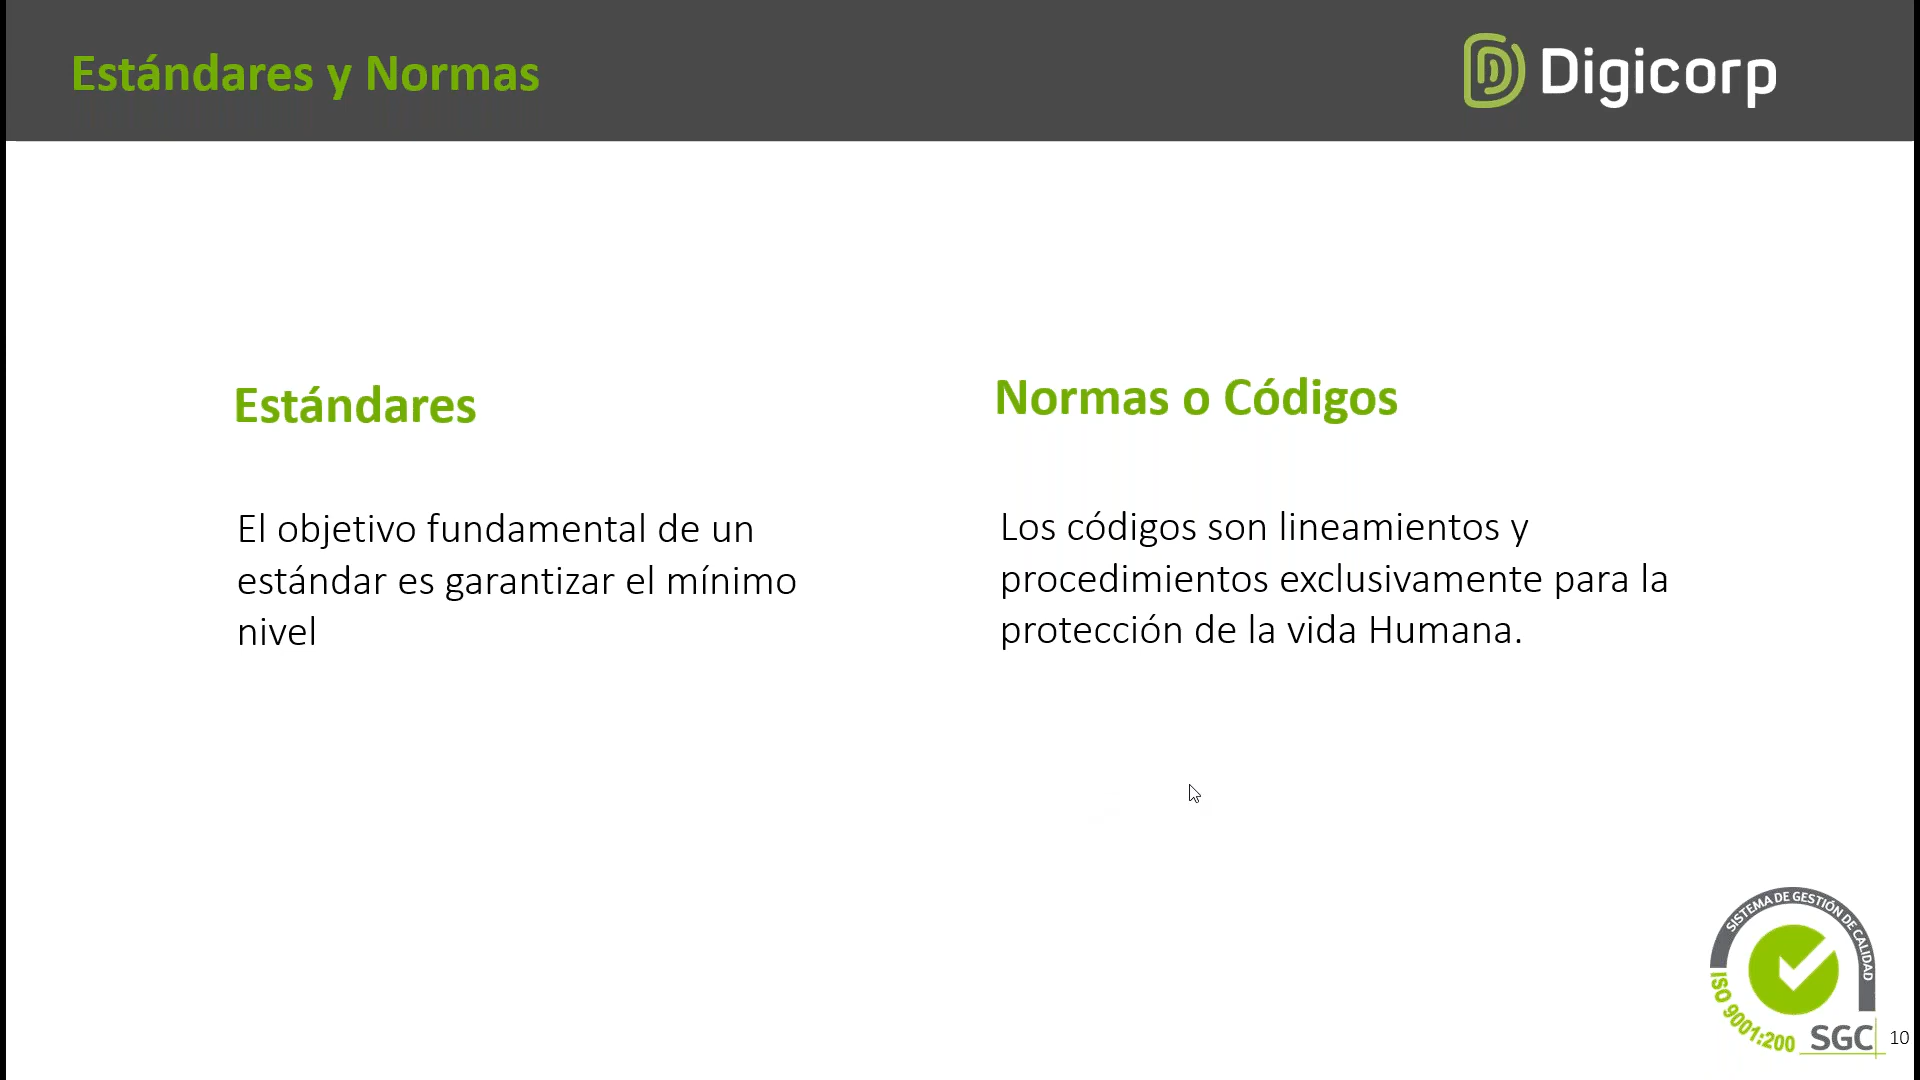 Estándares y Normas
Digicorp
Estándares
El objetivo fundamental de un
estándar es garantizar el mínimo
nivel
Normas o Códigos
Los códigos son lineamientos y
procedimientos exclusivamente para la
protección de la vida Humana.
SISTEMA DE GESTIÓN DE CALIDAD
ISO 9001:200
SGC
10